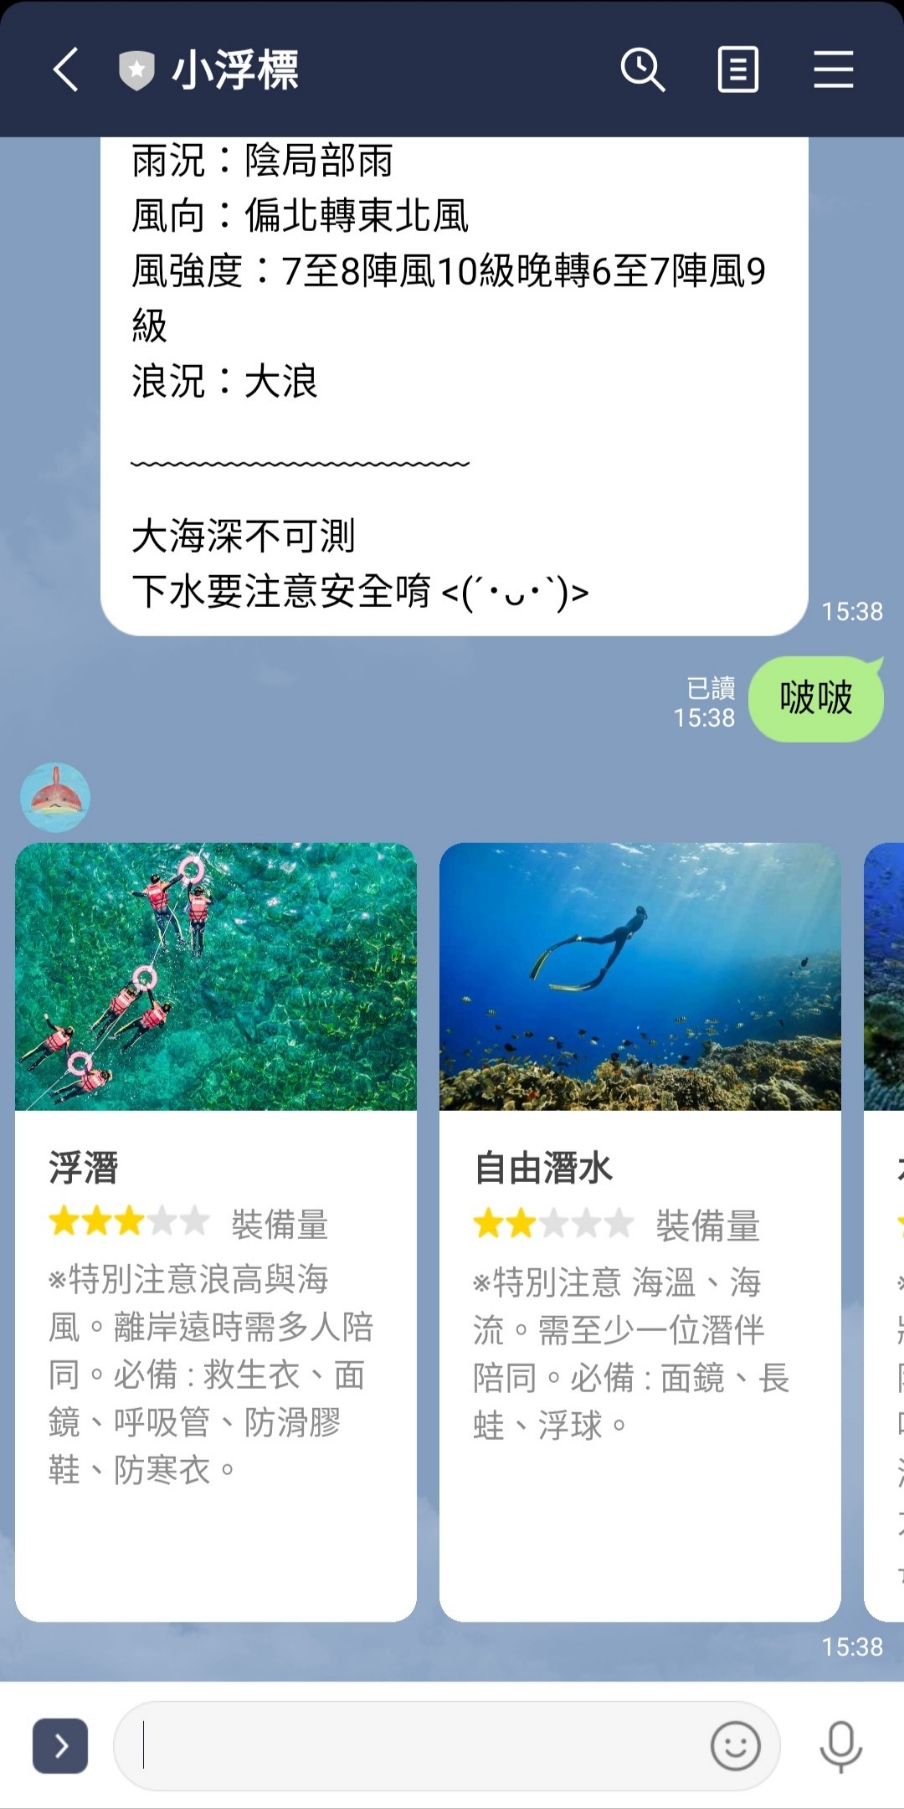 小浮標
雨況：陰局部雨
風向：偏北轉東北風
風強度：7至8陣風10級晚轉6至7陣風9
級
浪況：大浪
大海深不可測
下水要注意安全唷 <(´･ᴗ･`)>
15:38
已讀
15:38
啵啵
浮潛
裝備量
※特別注意浪高與海
風。離岸遠時需多人陪
同。必備 : 救生衣、面
鏡、呼吸管、防滑膠
鞋、防寒衣。
自由潛水
裝備量
※特別注意 海溫、海
流。需至少一位潛伴
陪同。必備 : 面鏡、長
蛙、浮球。
15:38